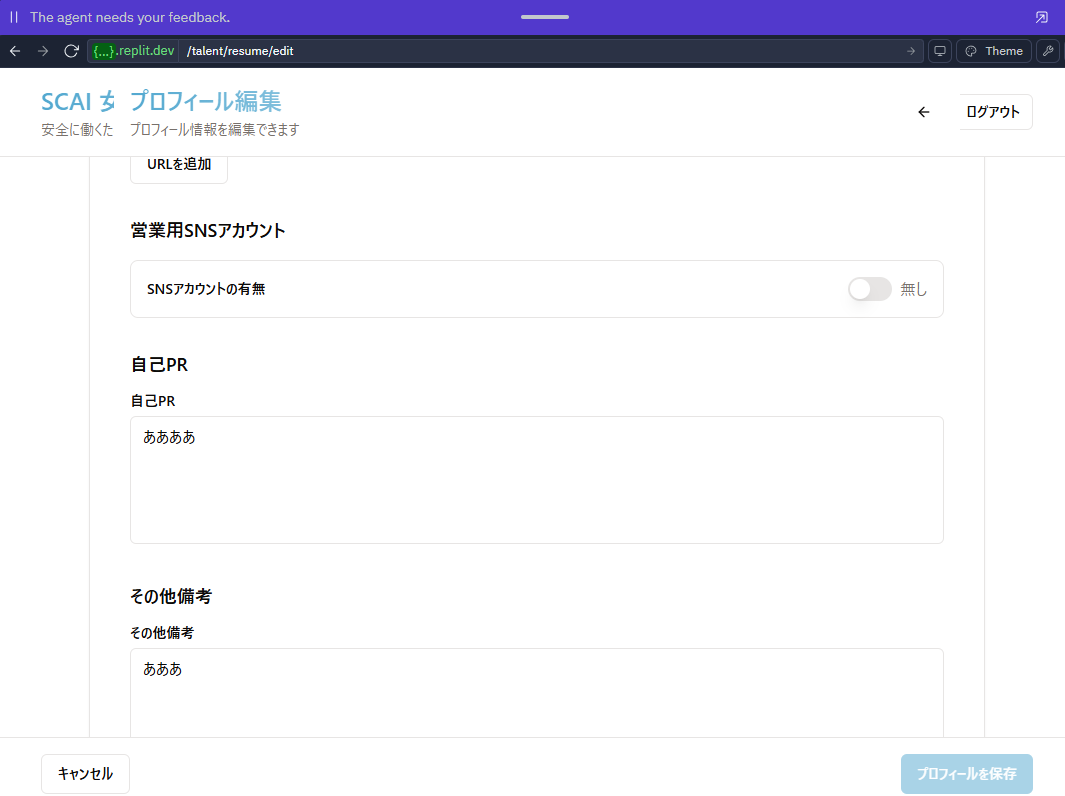 The agent needs your feedback.
{...}.replit.dev /talent/resume/edit Theme
SCAI プロフィール編集
安全に働くた プロフィール情報を編集できます
ログアウト
URLを追加
営業用SNSアカウント
SNSアカウントの有無 無し
自己PR
自己PR
ああああ
その他備考
その他備考
あああ
キャンセル プロフィールを保存